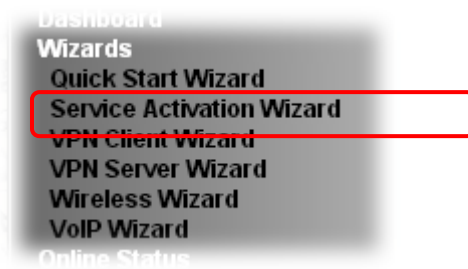 Dashboard
Wizards
Quick Start Wizard
Service Activation Wizard
VPN Client Wizard
VPN Server Wizard
Wireless Wizard
VoIP Wizard
Online Status